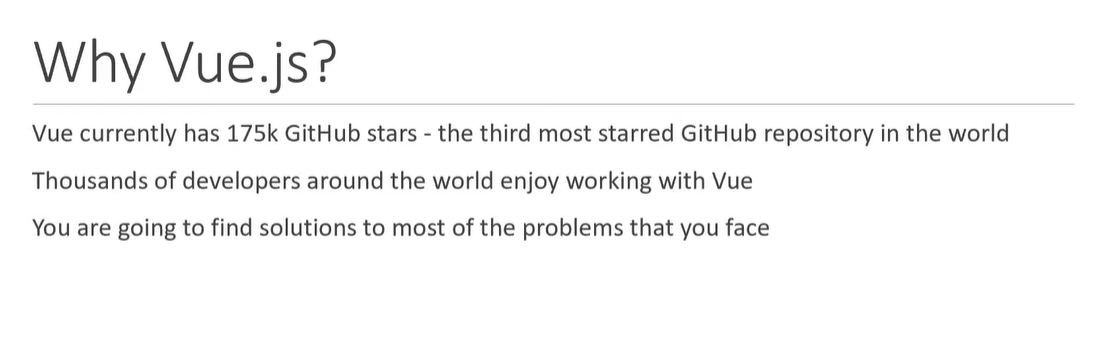 Why Vue.js?
Vue currently has 175k GitHub stars - the third most starred GitHub repository in the world
Thousands of developers around the world enjoy working with Vue
You are going to find solutions to most of the problems that you face